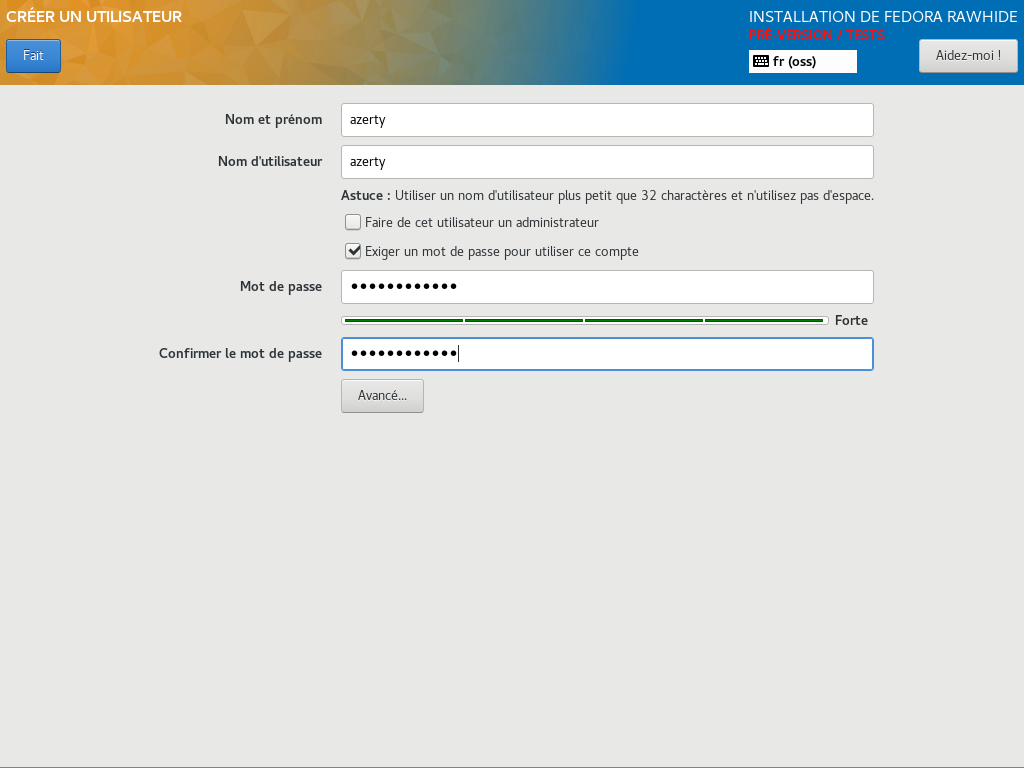 CRÉER UN UTILISATEUR
INSTALLATION DE FEDORA RAWHIDE
PRÉ-VERSION / TESTS
Fait
fr (oss)
Aidez-moi !
Nom et prénom
azerty
Nom d'utilisateur
azerty
Astuce : Utiliser un nom d'utilisateur plus petit que 32 charactères et n'utilisez pas d'espace.
Faire de cet utilisateur un administrateur
Exiger un mot de passe pour utiliser ce compte
Mot de passe
●●●●●●●●●●●●
Forte
Confirmer le mot de passe
●●●●●●●●●●●●
Avancé...